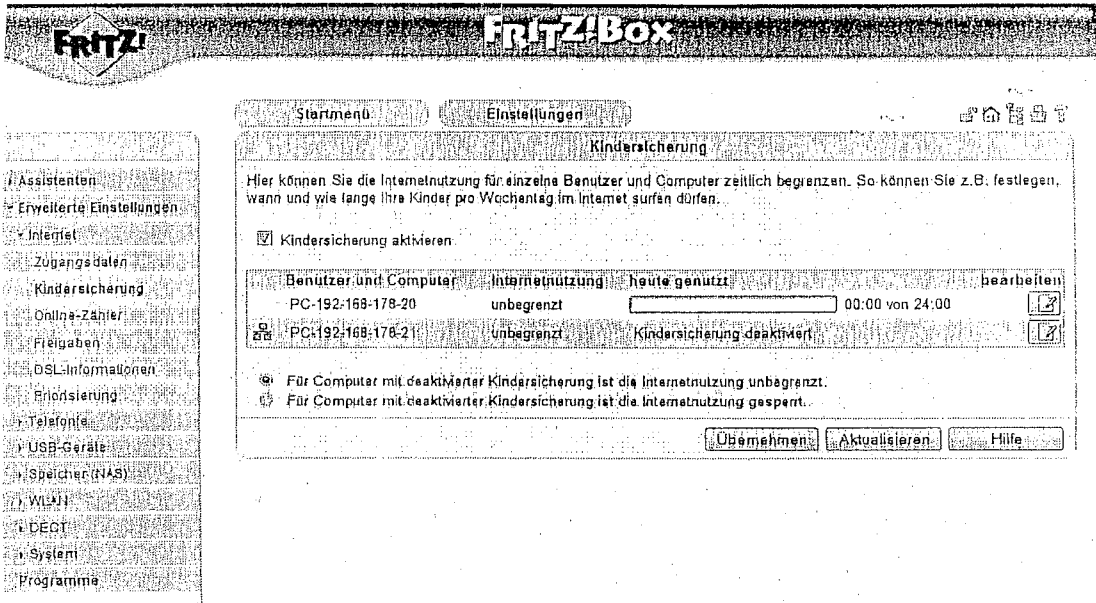 FRITZ!
FRITZ!Box
Startmenü
Einstellungen
Kindersicherung
Assistenten
Erweiterte Einstellungen
Internet
Zugangsdaten
Kindersicherung
Online-Zähler
Freigaben
DSL-Informationen
Priorisierung
Telefonie
USB-Geräte
Speicher (NAS)
WLAN
DECT
System
Programme
Hier können Sie die Internetnutzung für einzelne Benutzer und Computer zeitlich begrenzen. So können Sie z.B. festlegen,
wann und wie lange Ihre Kinder pro Wochentag im Internet surfen dürfen.
Kindersicherung aktivieren
Benutzer und Computer Internetnutzung heute genutzt bearbeiten
PC-192-168-178-20 unbegrenzt 00:00 von 24:00
PC-192-168-178-21 unbegrenzt Kindersicherung deaktiviert
Für Computer mit deaktivierter Kindersicherung ist die Internetnutzung unbegrenzt.
Für Computer mit deaktivierter Kindersicherung ist die Internetnutzung gesperrt.
Übernehmen Aktualisieren Hilfe